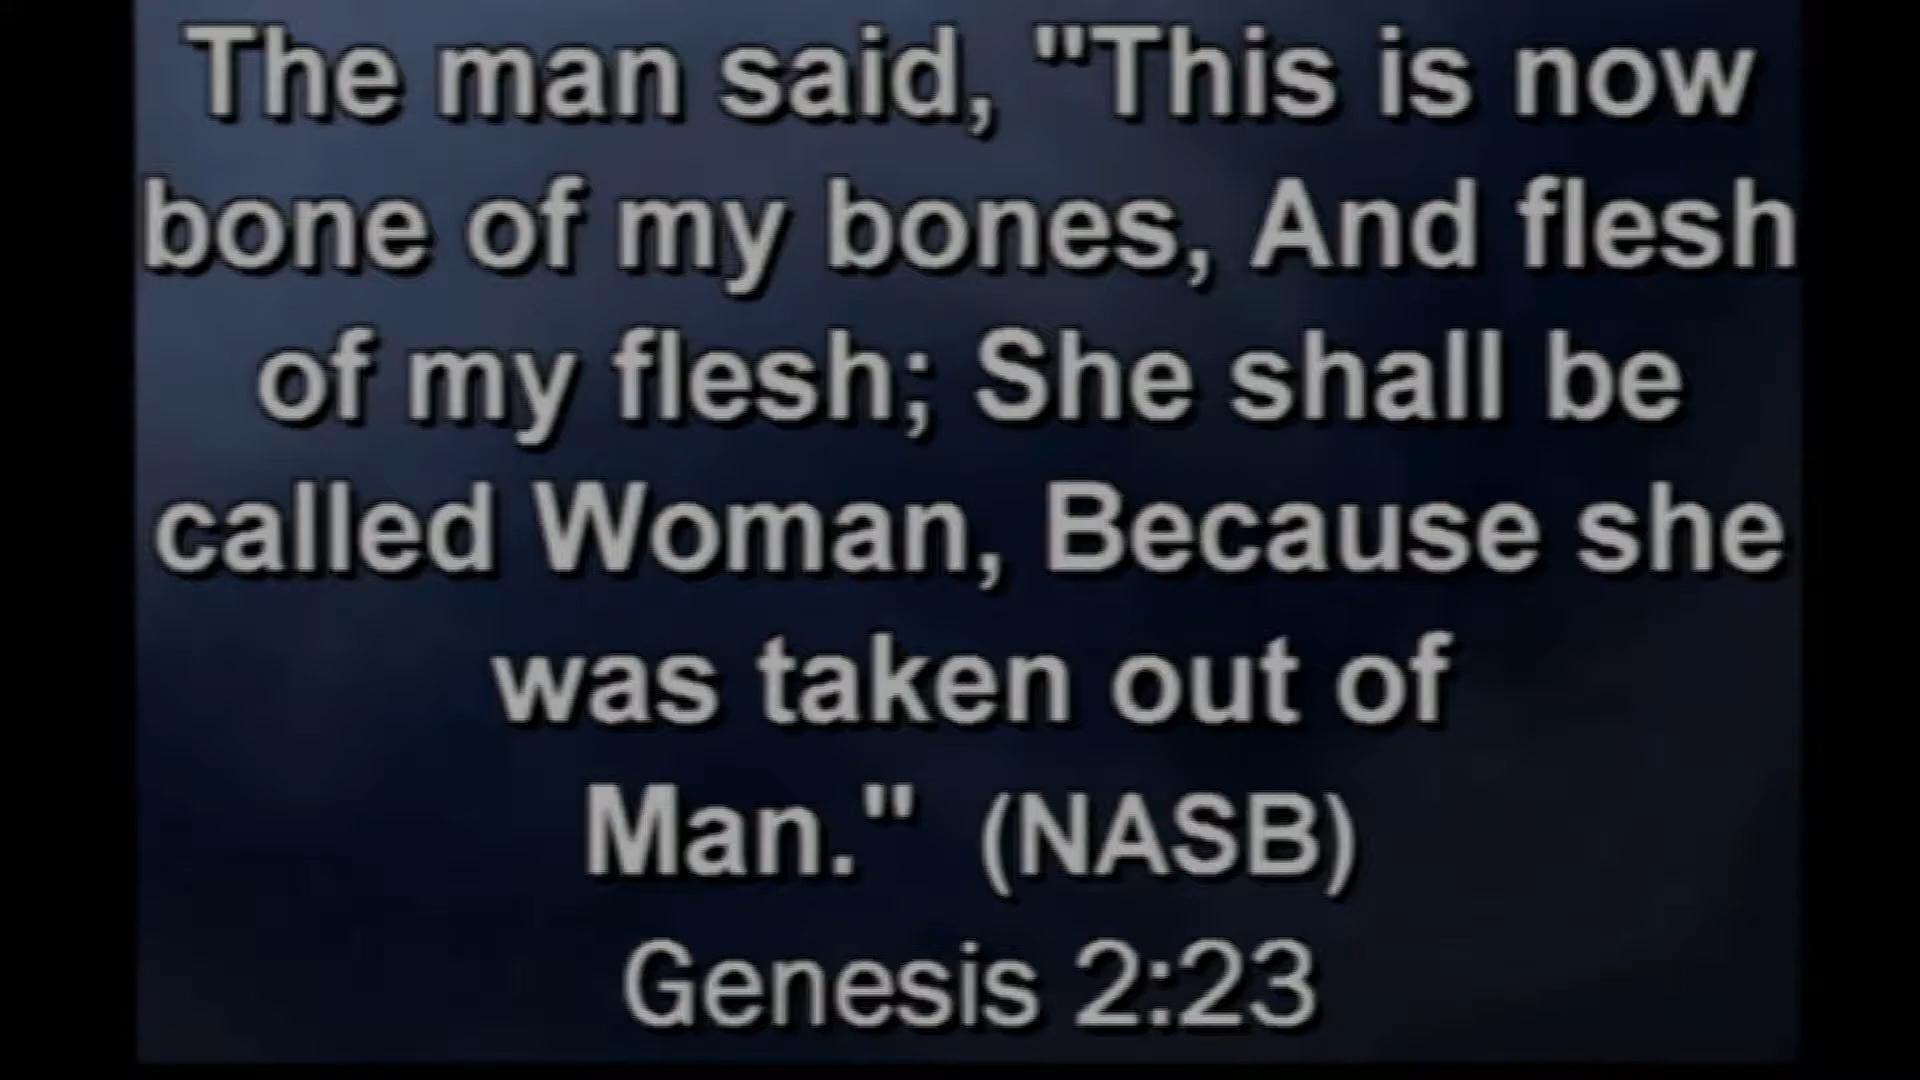 The man said, "This is now
bone of my bones, And flesh
of my flesh; She shall be
called Woman, Because she
was taken out of
Man." (NASB)
Genesis 2:23